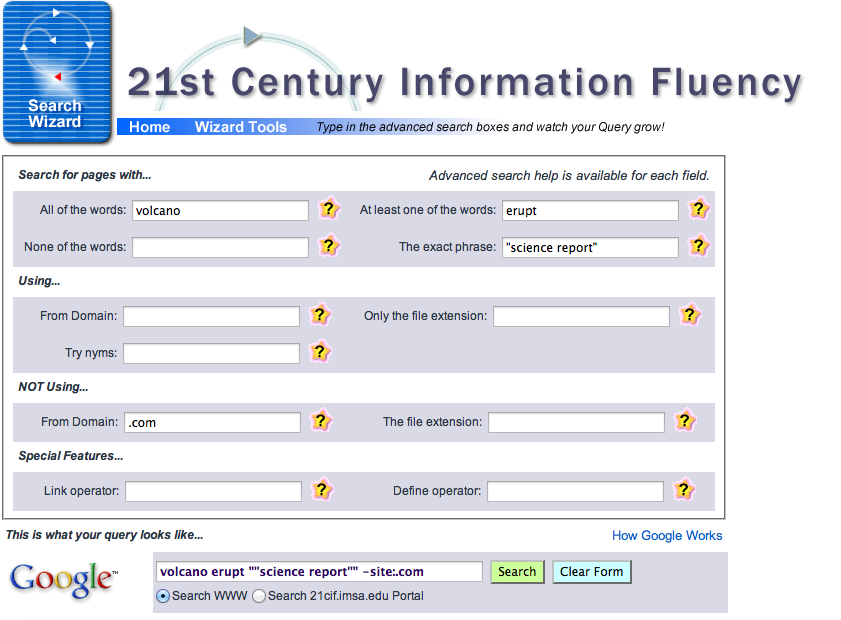 Search
Wizard
21st Century Information Fluency
Home Wizard Tools Type in the advanced search boxes and watch your Query grow!
Search for pages with... Advanced search help is available for each field.
All of the words: volcano ? At least one of the words: erupt ?
None of the words: ? The exact phrase: "science report" ?
Using...
From Domain: ? Only the file extension: ?
Try nyms: ?
NOT Using...
From Domain: .com ? The file extension: ?
Special Features...
Link operator: ? Define operator: ?
This is what your query looks like... How Google Works
Google™ volcano erupt ""science report"" -site:.com Search Clear Form
Search WWW Search 21cif.imsa.edu Portal